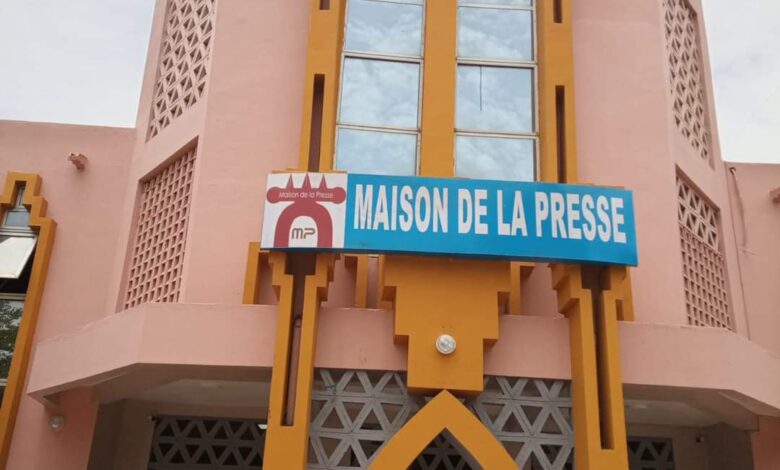 Maison de la Presse
MP
MAISON DE LA PRESSE